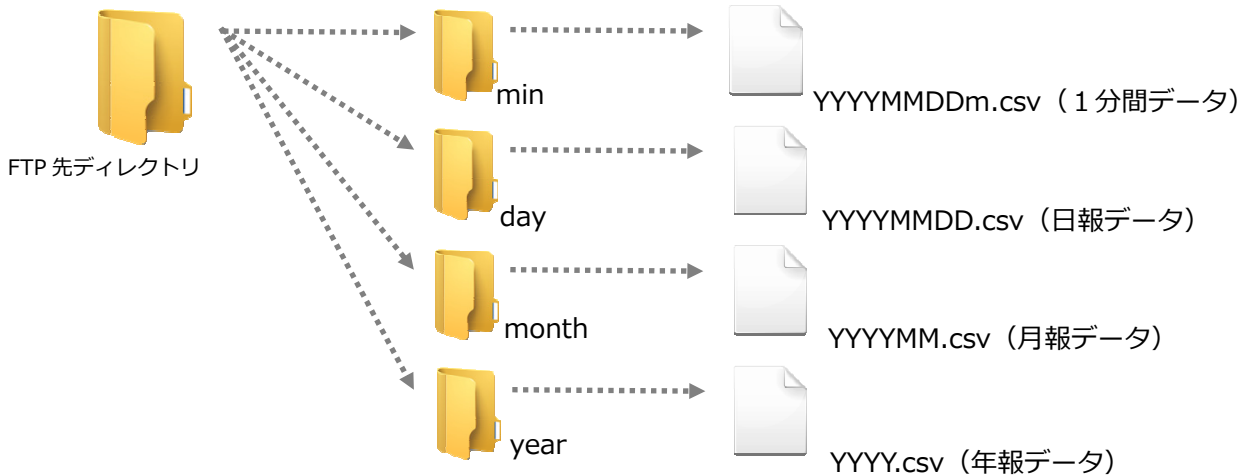 FTP 先ディレクトリ
min
YYYYMMDDm.csv（１分間データ）
day
YYYYMMDD.csv（日報データ）
month
YYYYMM.csv（月報データ）
year
YYYY.csv（年報データ）